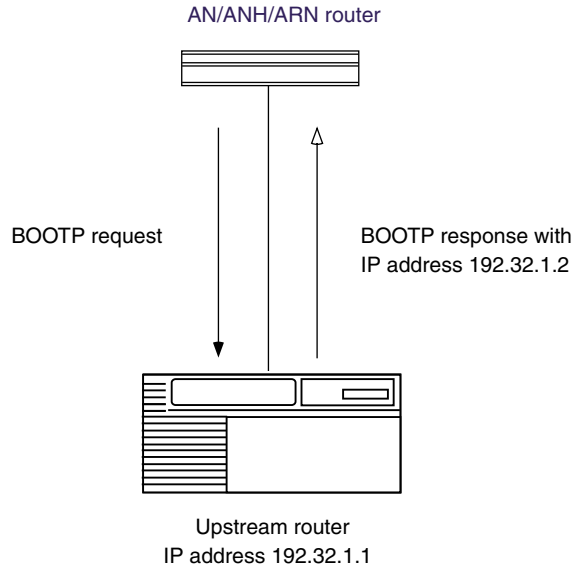 AN/ANH/ARN router
BOOTP request
BOOTP response with
IP address 192.32.1.2
Upstream router
IP address 192.32.1.1